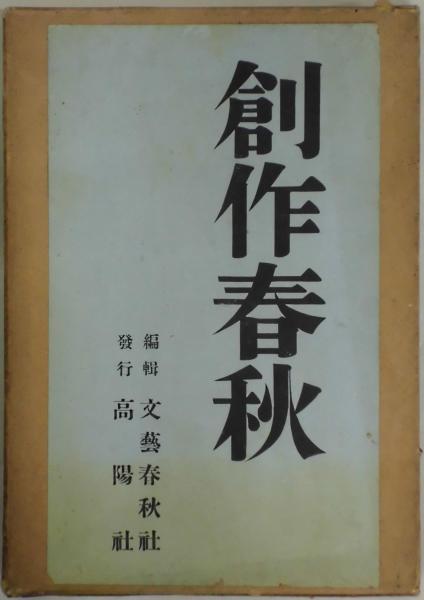 創作春秋
編輯 文藝春秋社
發行 高陽社